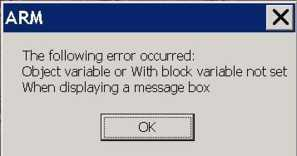 ARM
The following error occurred:
Object variable or With block variable not set
When displaying a message box
OK